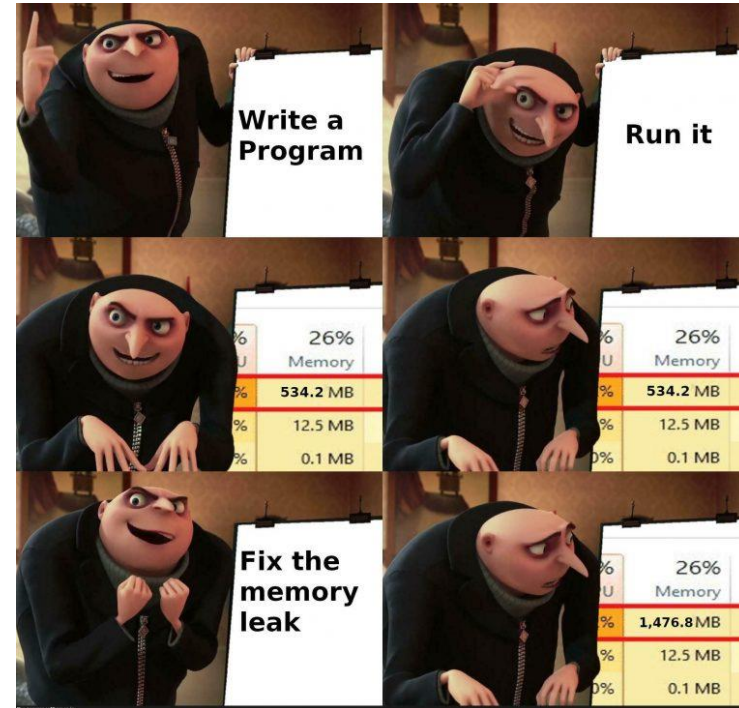 Write a
Program
Run it
% 26%
U Memory
% 534.2 MB
% 12.5 MB
% 0.1 MB
% 26%
U Memory
% 534.2 MB
% 12.5 MB
0% 0.1 MB
Fix the
memory
leak
% 26%
U Memory
% 1,476.8 MB
% 12.5 MB
0% 0.1 MB